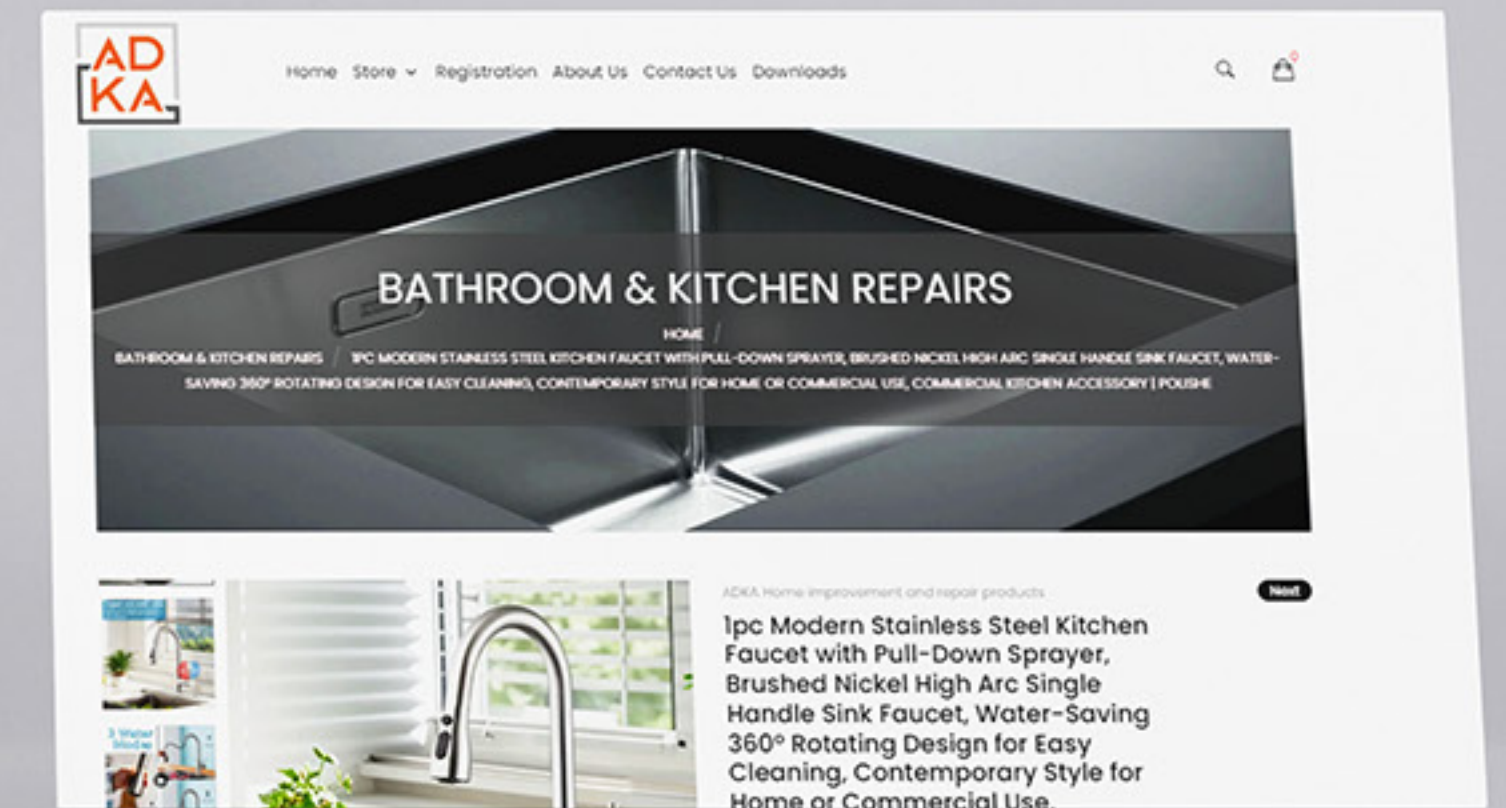 AD
KA
Home Store Registration About Us Contact Us Downloads
0
BATHROOM & KITCHEN REPAIRS
HOME /
BATHROOM & KITCHEN REPAIRS / 1PC MODERN STAINLESS STEEL KITCHEN FAUCET WITH PULL-DOWN SPRAYER, BRUSHED NICKEL HIGH ARC SINGLE HANDLE SINK FAUCET, WATER-
SAVING 360° ROTATING DESIGN FOR EASY CLEANING, CONTEMPORARY STYLE FOR HOME OR COMMERCIAL USE, COMMERCIAL KITCHEN ACCESSORY | POLISHE
ADKA Home improvement and repair products
Next
1pc Modern Stainless Steel Kitchen
Faucet with Pull-Down Sprayer,
Brushed Nickel High Arc Single
Handle Sink Faucet, Water-Saving
360° Rotating Design for Easy
Cleaning, Contemporary Style for
Home or Commercial Use,
3 Water
Modes